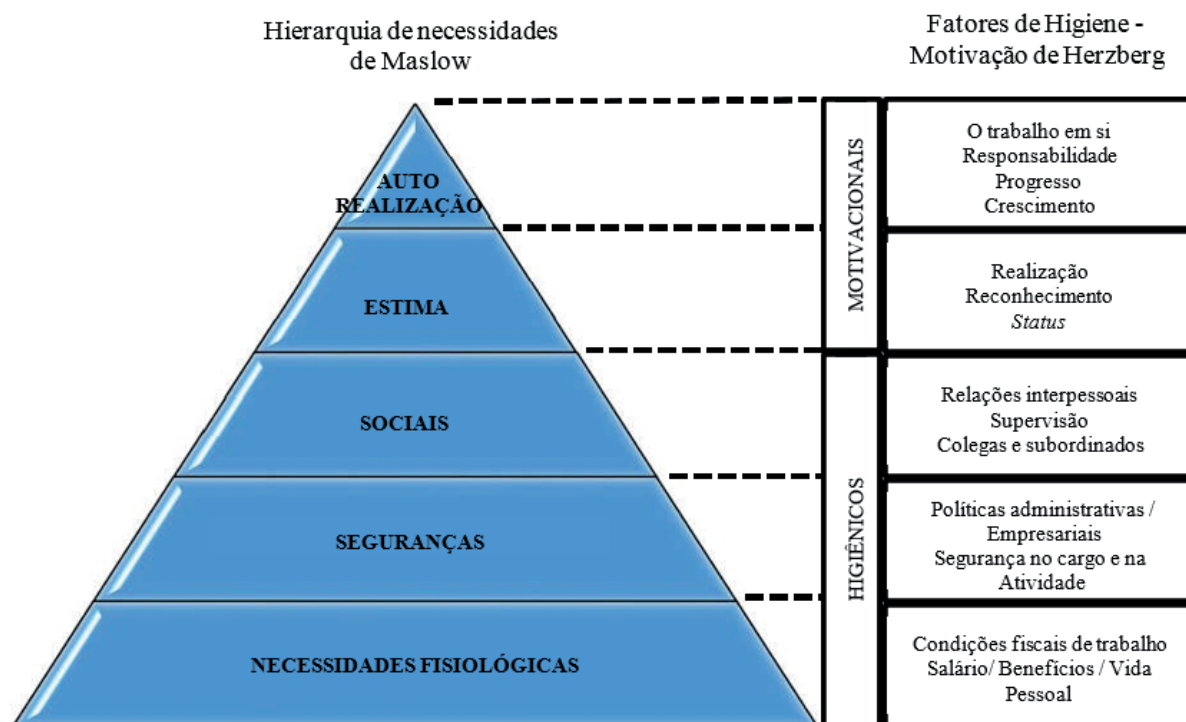 Hierarquia de necessidades
de Maslow
Fatores de Higiene -
Motivação de Herzberg
AUTO
REALIZAÇÃO
ESTIMA
SOCIAIS
SEGURANÇAS
NECESSIDADES FISIOLÓGICAS
MOTIVACIONAIS
HIGIÊNICOS
O trabalho em si
Responsabilidade
Progresso
Crescimento
Realização
Reconhecimento
Status
Relações interpessoais
Supervisão
Colegas e subordinados
Políticas administrativas /
Empresariais
Segurança no cargo e na
Atividade
Condições fiscais de trabalho
Salário/ Benefícios / Vida
Pessoal